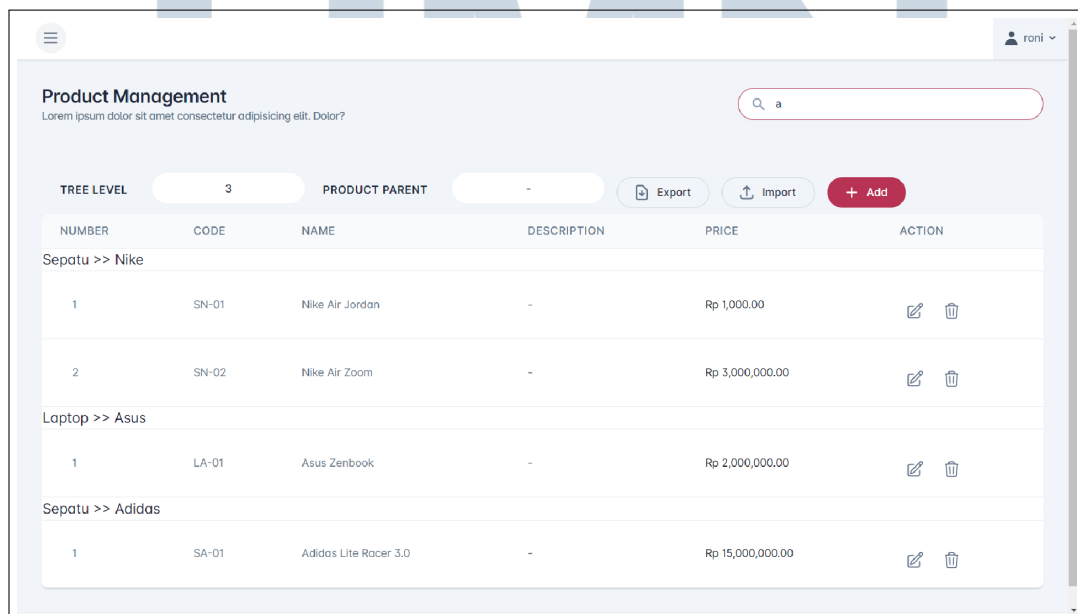 roni
Product Management
Lorem ipsum dolor sit amet consectetur adipisicing elit. Dolor?
a
TREE LEVEL 3 PRODUCT PARENT - Export Import + Add
NUMBER CODE NAME DESCRIPTION PRICE ACTION
Sepatu >> Nike
1 SN-01 Nike Air Jordan - Rp 1,000.00
2 SN-02 Nike Air Zoom - Rp 3,000,000.00
Laptop >> Asus
1 LA-01 Asus Zenbook - Rp 2,000,000.00
Sepatu >> Adidas
1 SA-01 Adidas Lite Racer 3.0 - Rp 15,000,000.00